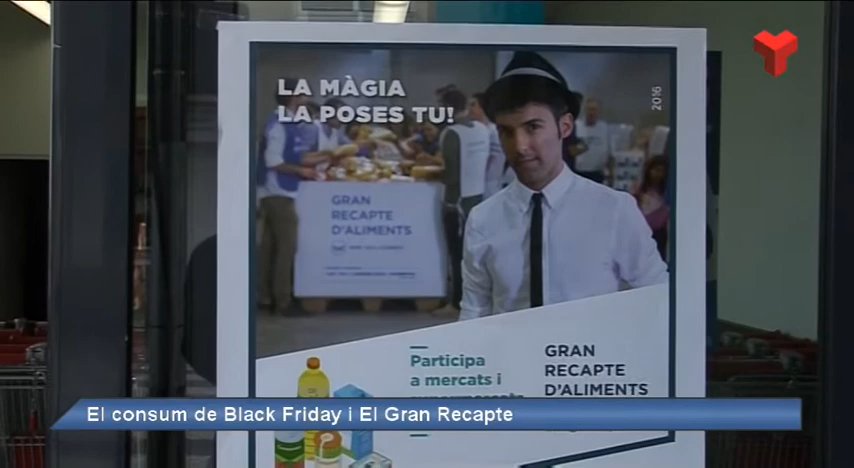 LA MÀGIA
LA POSES TU!
2016
GRAN
RECAPTE
D'ALIMENTS
Participa
a mercats i
GRAN
RECAPTE
D'ALIMENTS
El consum de Black Friday i El Gran Recapte